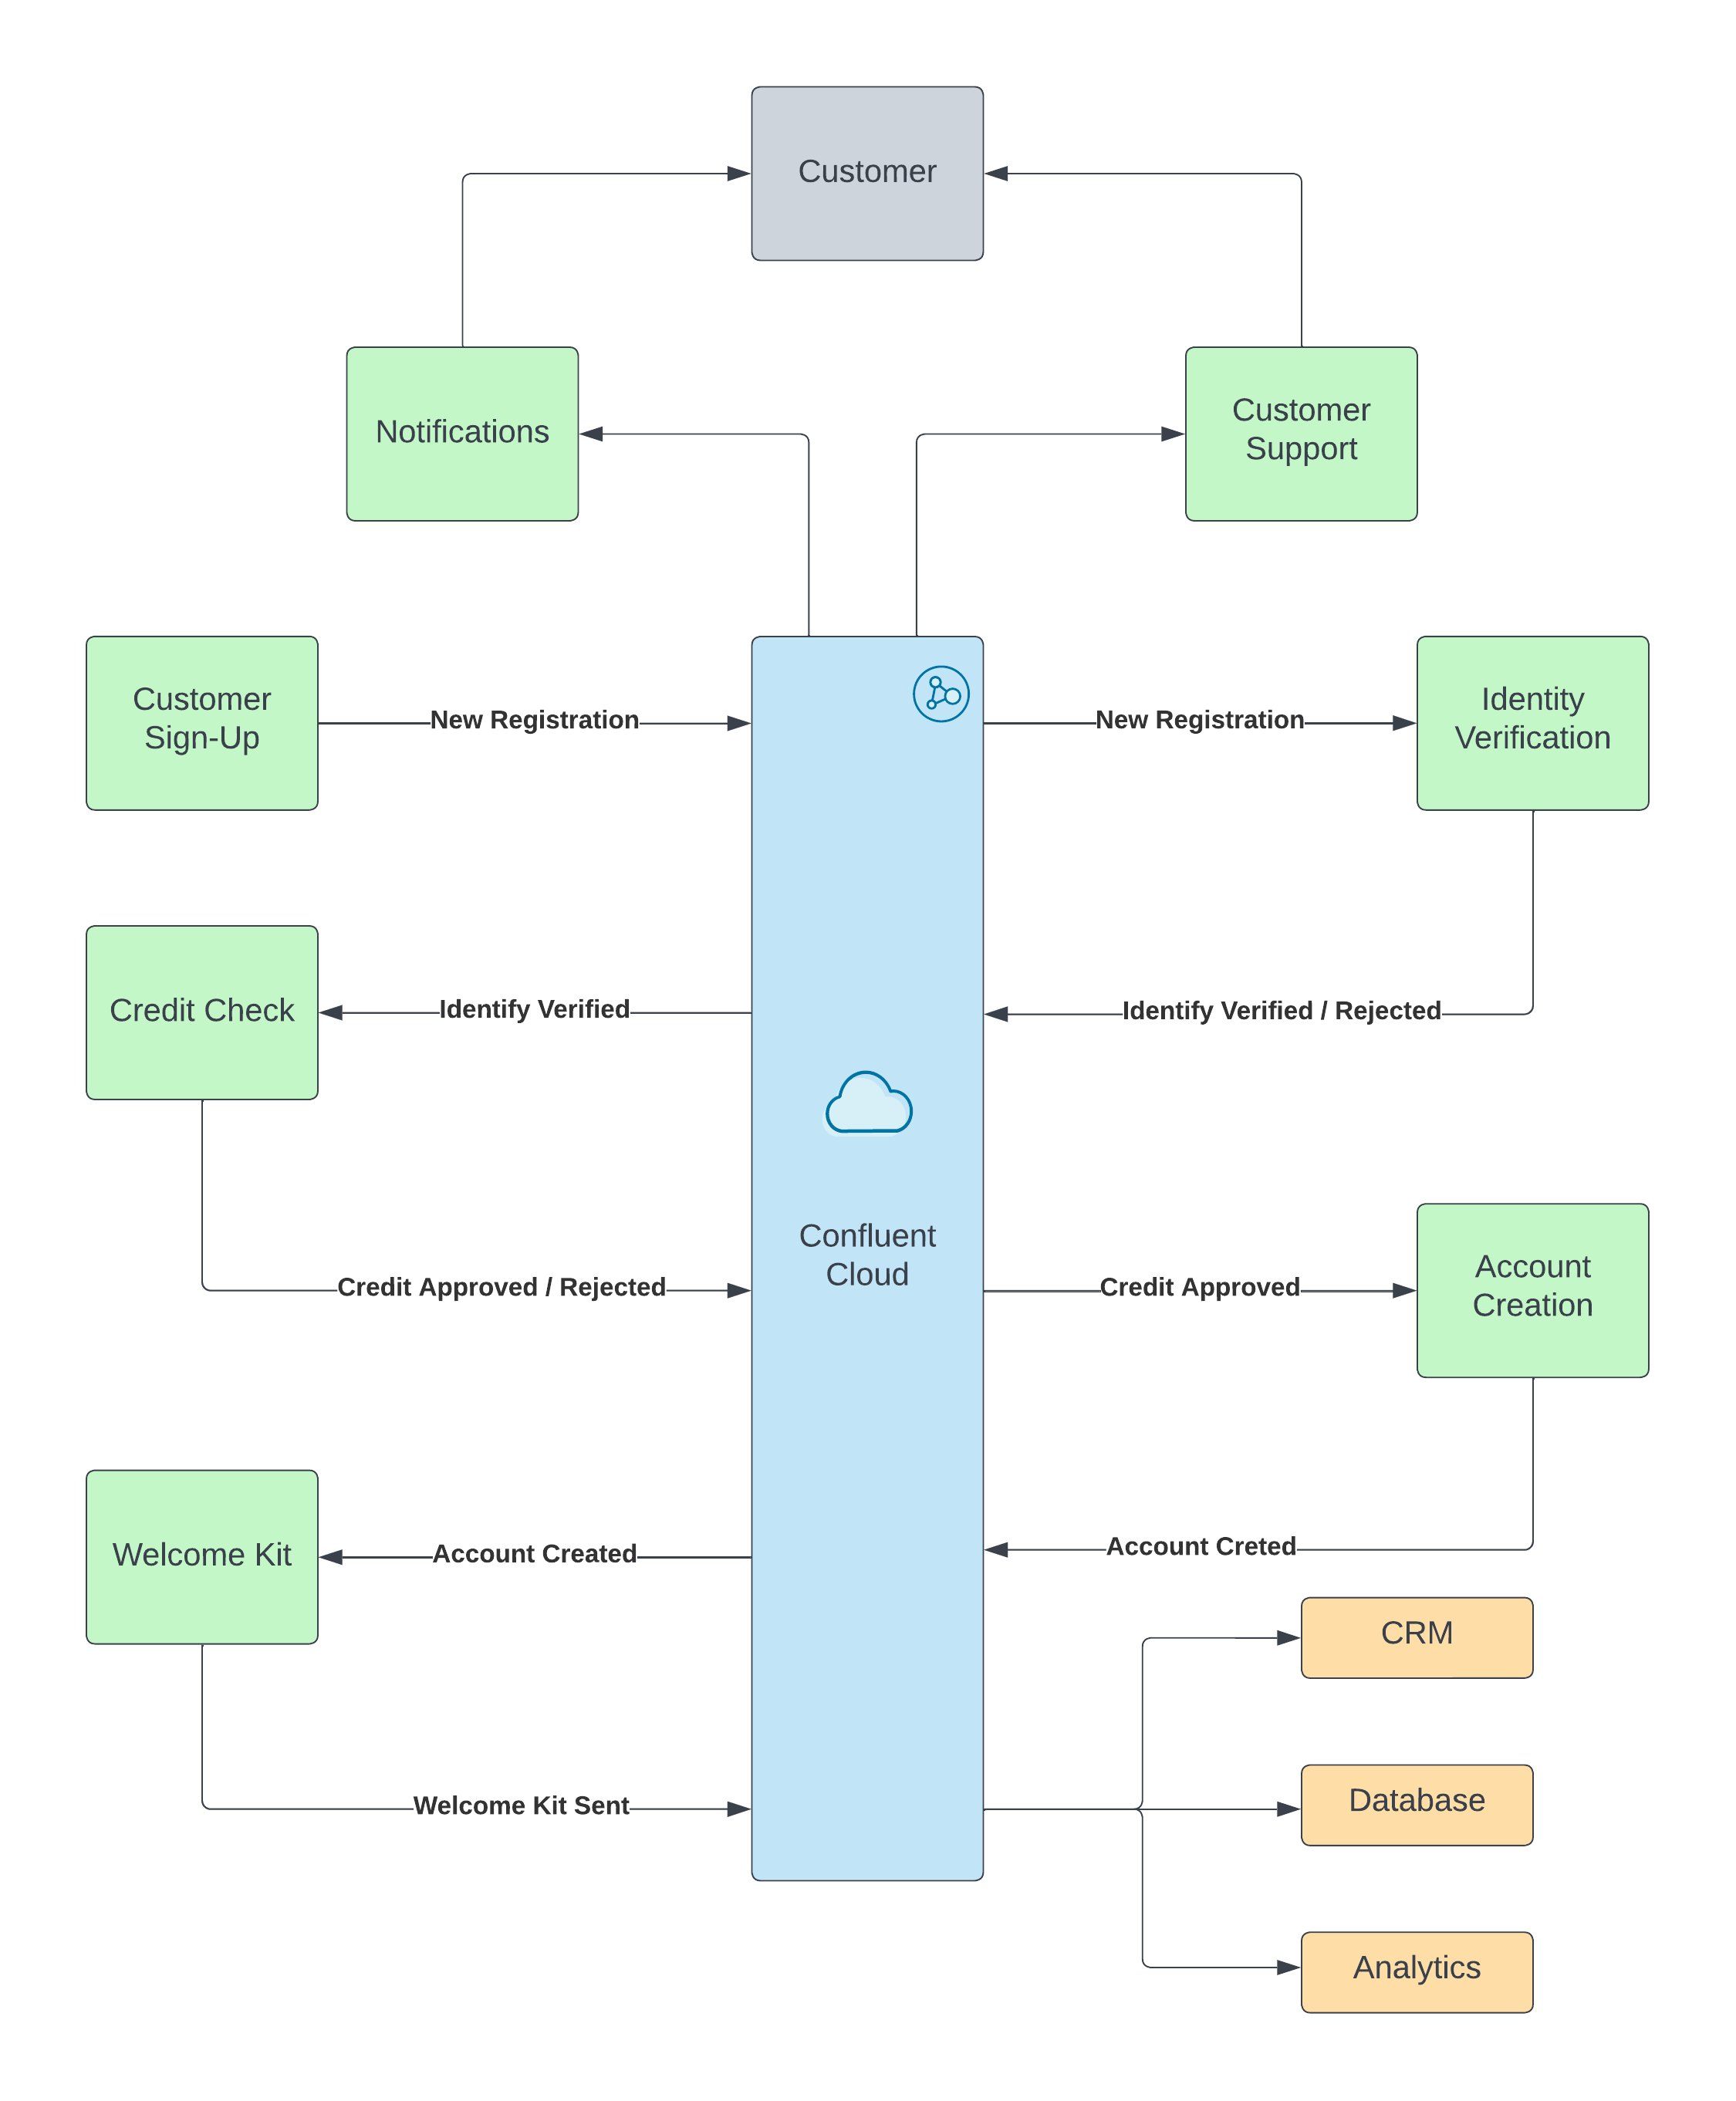 Customer
Notifications
Customer
Support
Customer
Sign-Up
New Registration
New Registration
Identity
Verification
Credit Check
Identify Verified
Identify Verified / Rejected
Confluent
Cloud
Credit Approved / Rejected
Credit Approved
Account
Creation
Welcome Kit
Account Created
Account Creted
CRM
Welcome Kit Sent
Database
Analytics